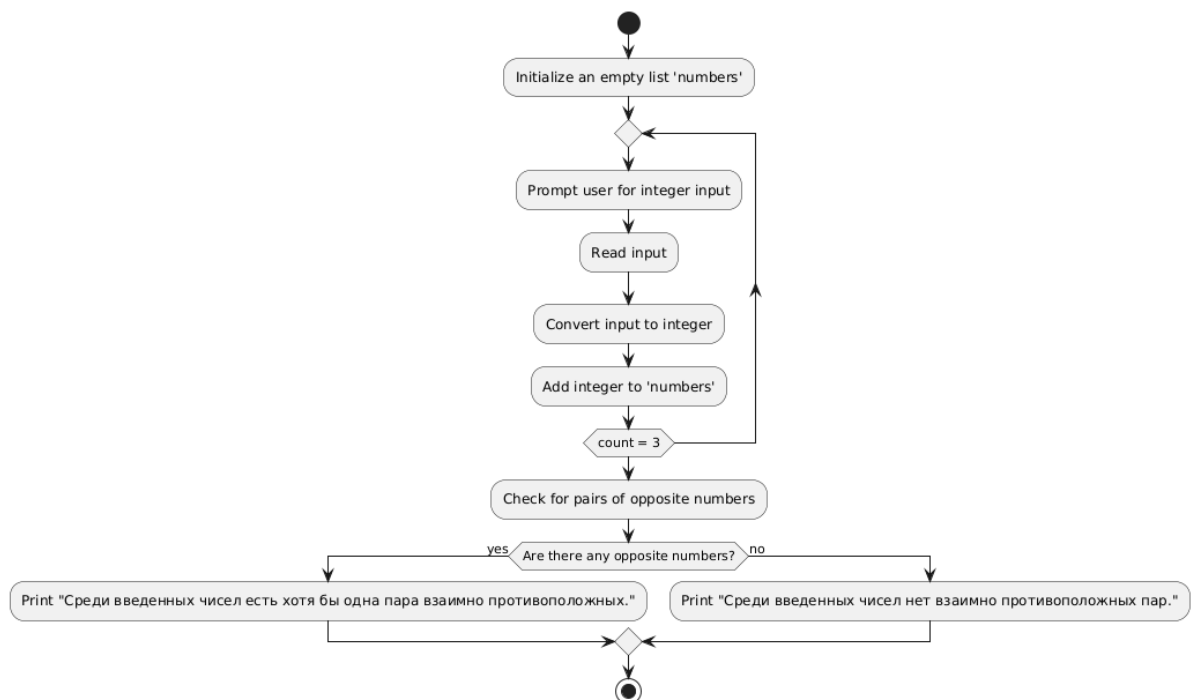 Initialize an empty list 'numbers'
Prompt user for integer input
Read input
Convert input to integer
Add integer to 'numbers'
count = 3
Check for pairs of opposite numbers
yes
Are there any opposite numbers?
no
Print "Среди введенных чисел есть хотя бы одна пара взаимно противоположных."
Print "Среди введенных чисел нет взаимно противоположных пар."